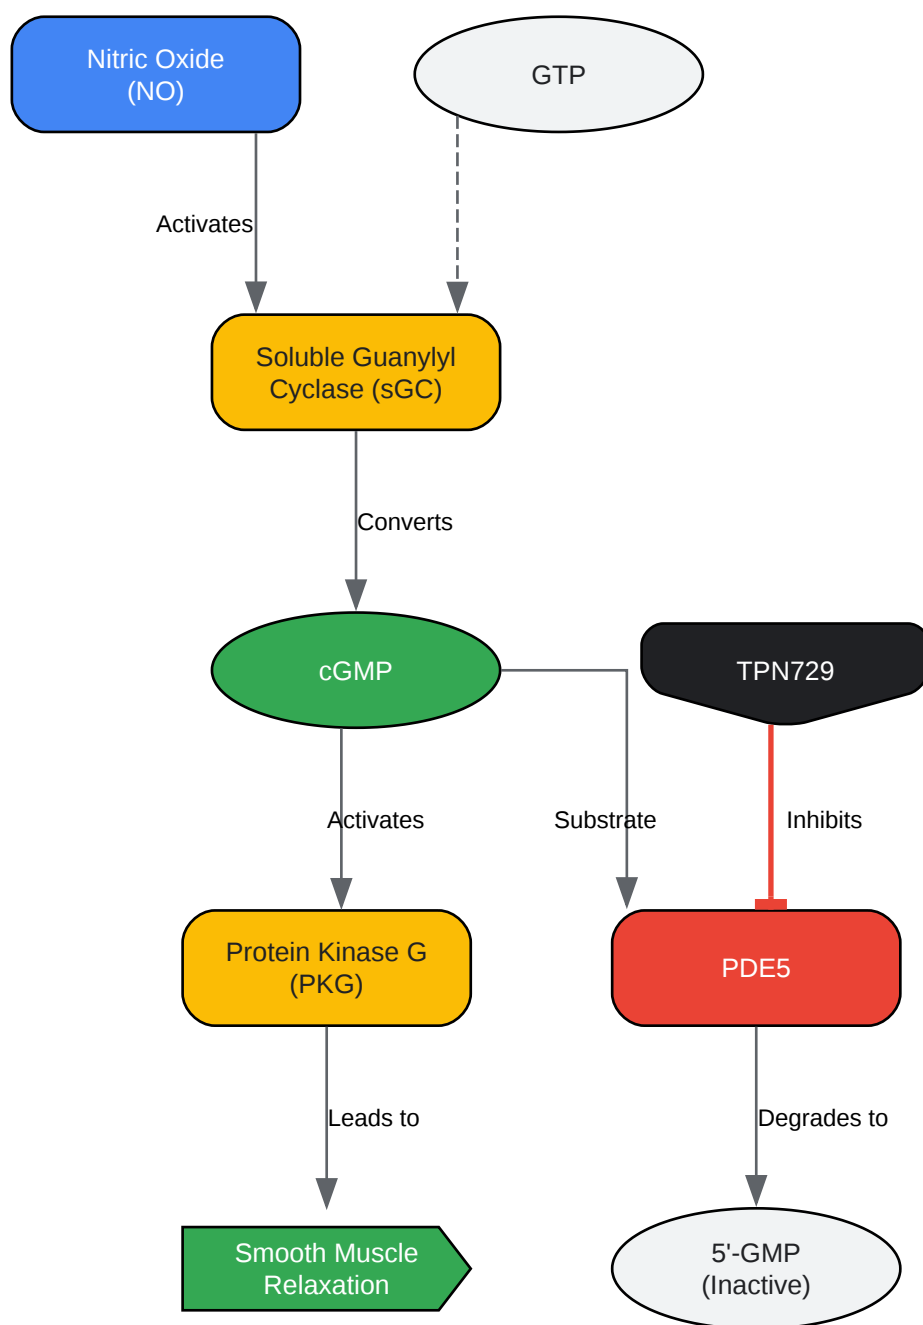 Nitric Oxide
(NO)
GTP
Activates
Soluble Guanylyl
Cyclase (sGC)
Converts
cGMP
TPN729
Activates
Substrate
Inhibits
Protein Kinase G
(PKG)
PDE5
Leads to
Degrades to
Smooth Muscle
Relaxation
5'-GMP
(Inactive)